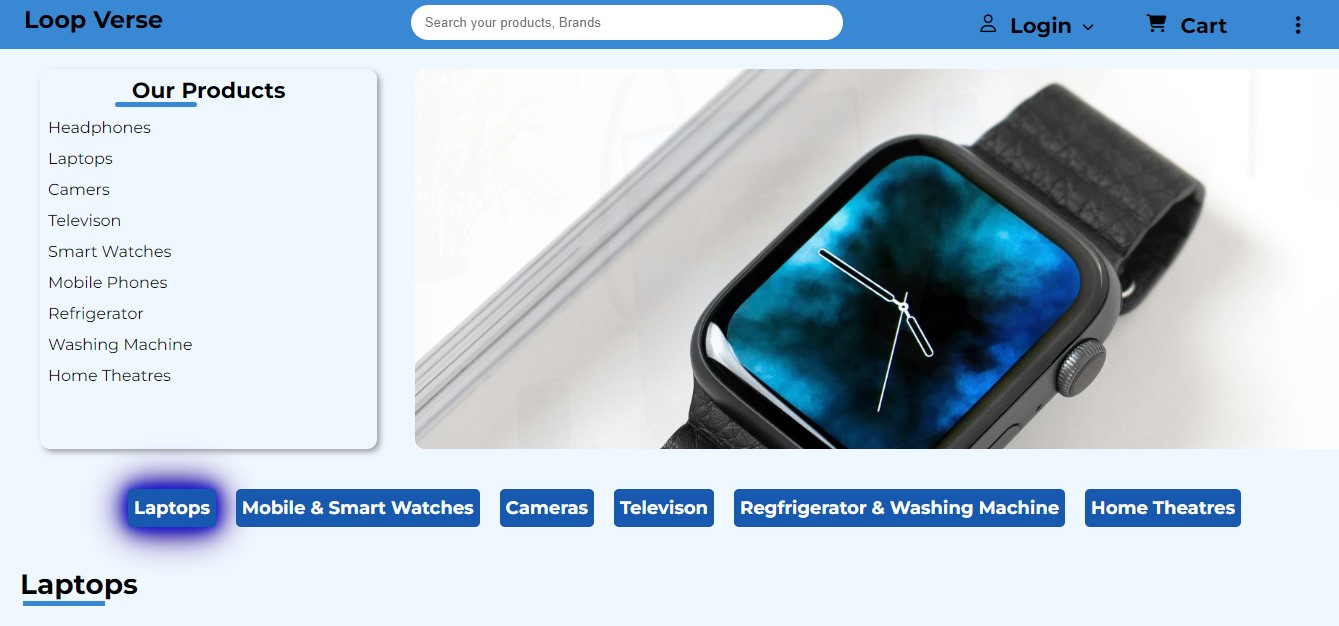 Loop Verse
Search your products, Brands
Login
Cart
Our Products
Headphones
Laptops
Camers
Televison
Smart Watches
Mobile Phones
Refrigerator
Washing Machine
Home Theatres
Laptops
Mobile & Smart Watches
Cameras
Televison
Regfrigerator & Washing Machine
Home Theatres
Laptops